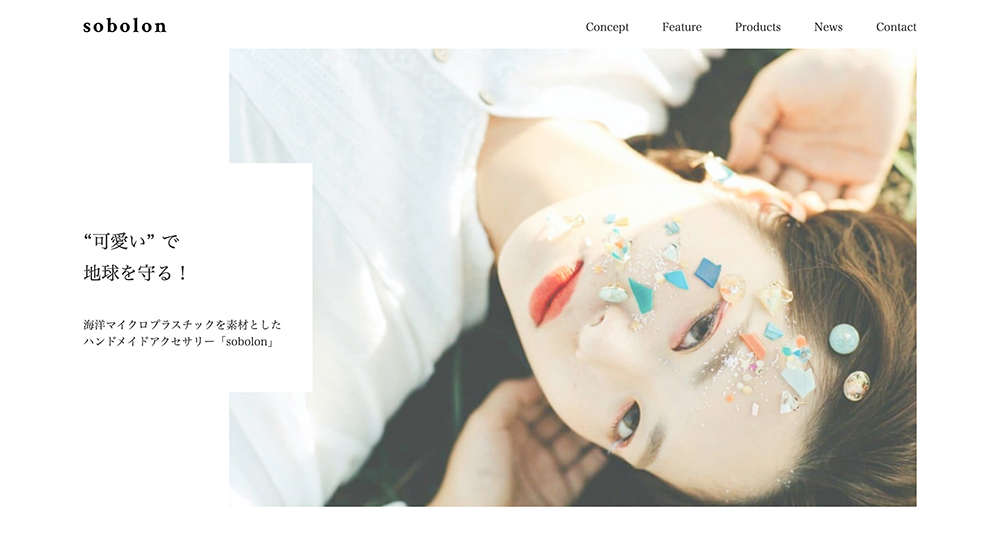 sobolon
Concept
Feature
Products
News
Contact
“可愛い” で
地球を守る！
海洋マイクロプラスチックを素材とした
ハンドメイドアクセサリー「sobolon」